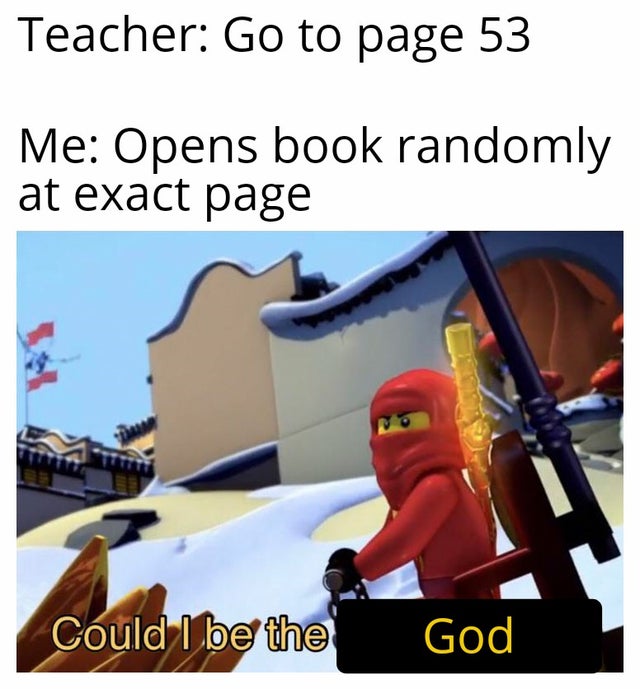 Teacher: Go to page 53
Me: Opens book randomly
at exact page
Could I be the God